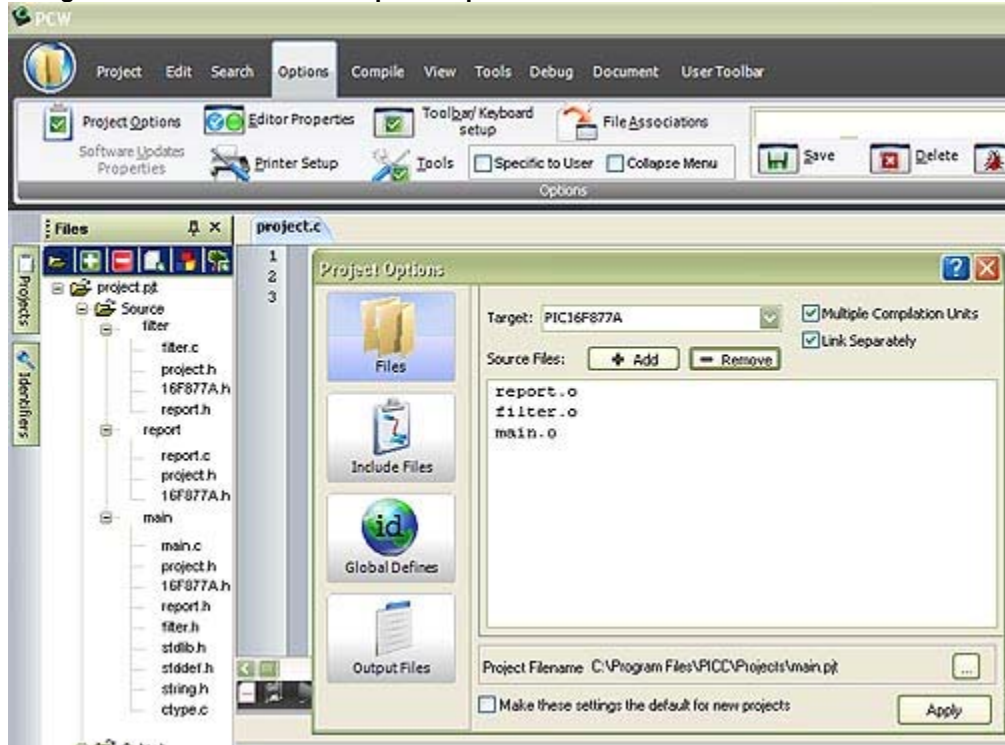 PCW
Project Edit Search Options Compile View Tools Debug Document User Toolbar
Project Options Editor Properties Toolbar/ Keyboard setup File Associations
Software Updates Properties Printer Setup Tools Specific to User Collapse Menu Save Delete
Options
Files
project.c
Projects
Identifiers
project.pjt
Source
filter
filter.c
project.h
16F877A.h
report.h
report
report.c
project.h
16F877A.h
main
main.c
project.h
16F877A.h
report.h
filter.h
stdlib.h
stddef.h
string.h
ctype.c
1
2
3
Project Options
Files
Include Files
Global Defines
Output Files
Target: PIC16F877A
Multiple Compilation Units
Link Separately
Source Files: Add Remove
report.o
filter.o
main.o
Project Filename C:\Program Files\PICC\Projects\main.pjt ...
Make these settings the default for new projects
Apply